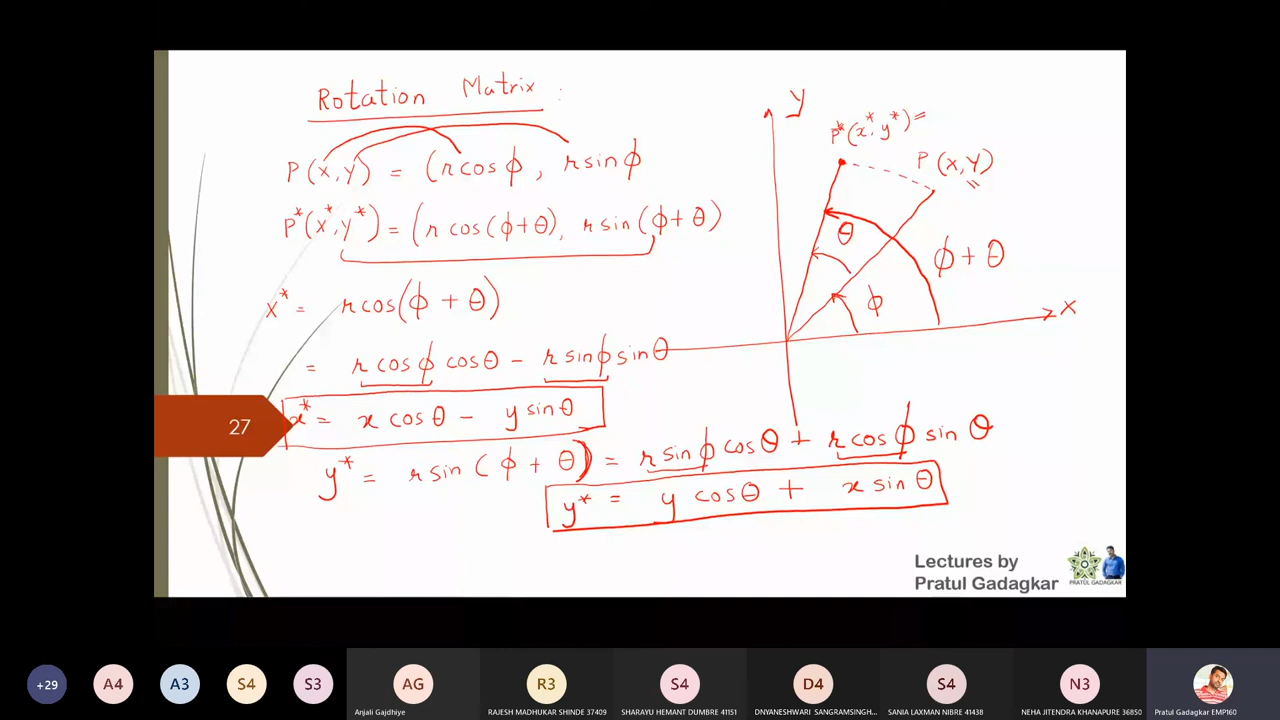 Rotation Matrix :
P(x,y) = (r cos ϕ, r sin ϕ
P*(x*,y*) = (r cos(ϕ+θ), r sin(ϕ+θ)
x* = r cos(ϕ + θ)
= r cos ϕ cos θ - r sin ϕ sin θ
x* = x cos θ - y sin θ
y* = r sin (ϕ + θ) = r sin ϕ cos θ + r cos ϕ sin θ
y* = y cos θ + x sin θ
y
P*(x*, y*)
P (x, y)
θ
ϕ + θ
ϕ
x
27
Lectures by
Pratul Gadagkar
PRATUL GADAGKAR
+29
A4
A3
S4
S3
AG
R3
S4
D4
S4
N3
Anjali Gajdhiye
RAJESH MADHUKAR SHINDE 37409
SHARAYU HEMANT DUMBRE 41151
DNYANESHWARI SANGRAMSINGH...
SANIA LAXMAN NIBRE 41438
NEHA JITENDRA KHANAPURE 36850
Pratul Gadagkar EMP160